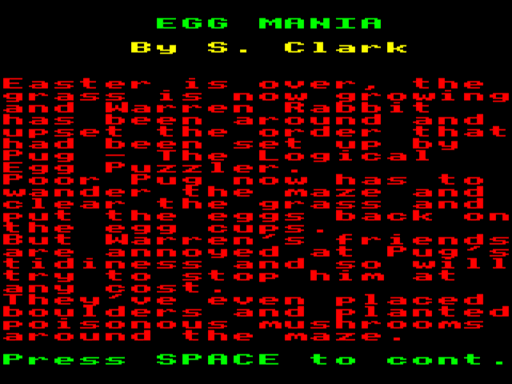 EGG MANIA
By S. Clark
Easter is over, the
grass is now growing
and Warren Rabbit
has been around and
upset the order that
had been set up by
Pug - The Logical
Egg Puzzler.
Poor Pug now has to
wander the maze and
clear the grass and
put the eggs back on
the egg cups.
But Warren's friends
are annoyed at Pug's
tidiness and so will
try to stop him at
any cost.
They've even placed
boulders and planted
poisonous mushrooms
around the maze.
Press SPACE to cont.